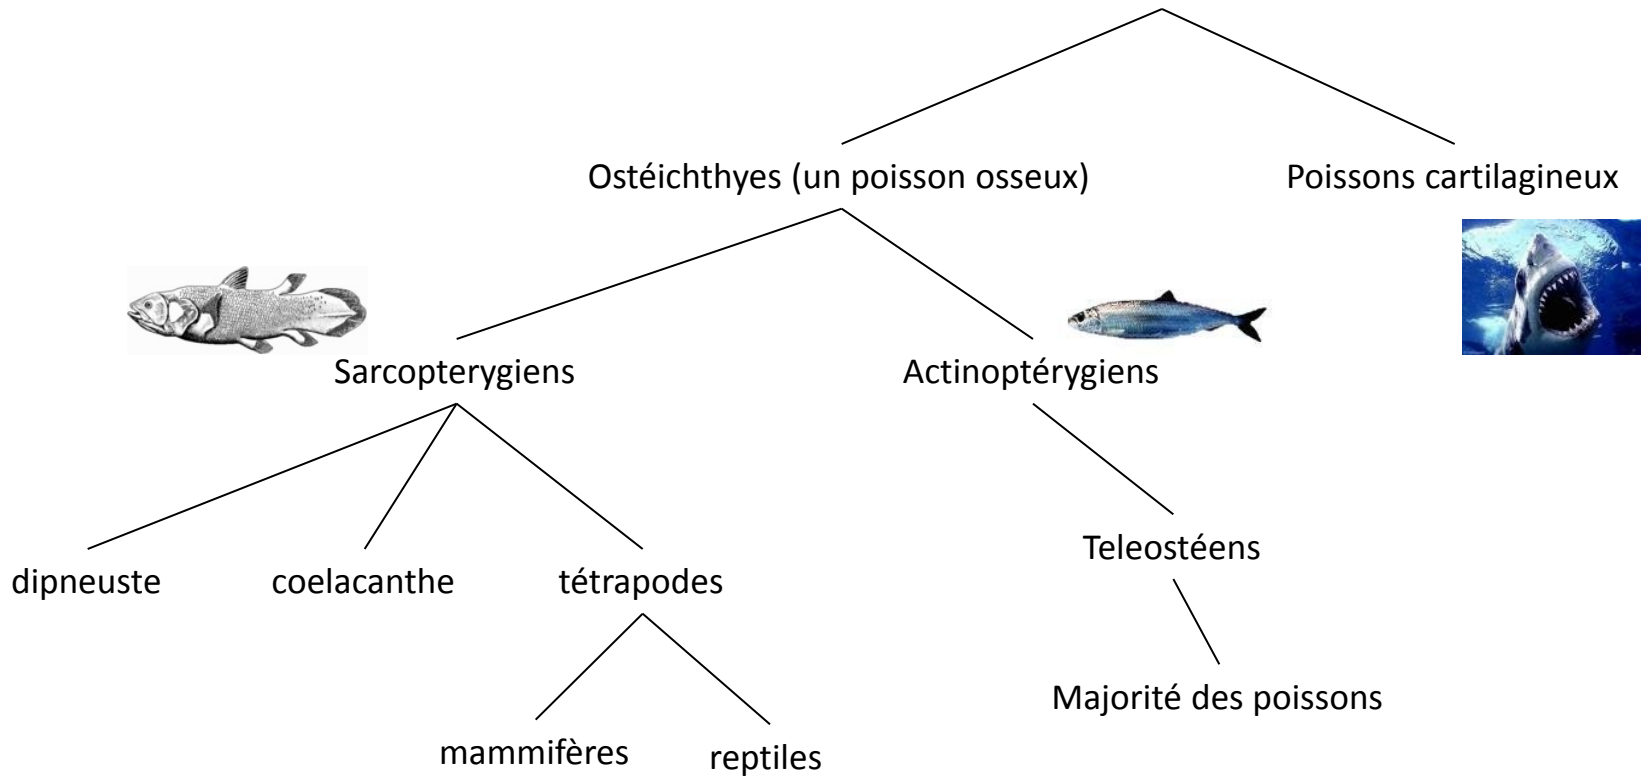 Ostéichthyes (un poisson osseux)
Poissons cartilagineux
Sarcopterygiens
Actinoptérygiens
dipneuste
coelacanthe
tétrapodes
Teleostéens
Majorité des poissons
mammifères
reptiles